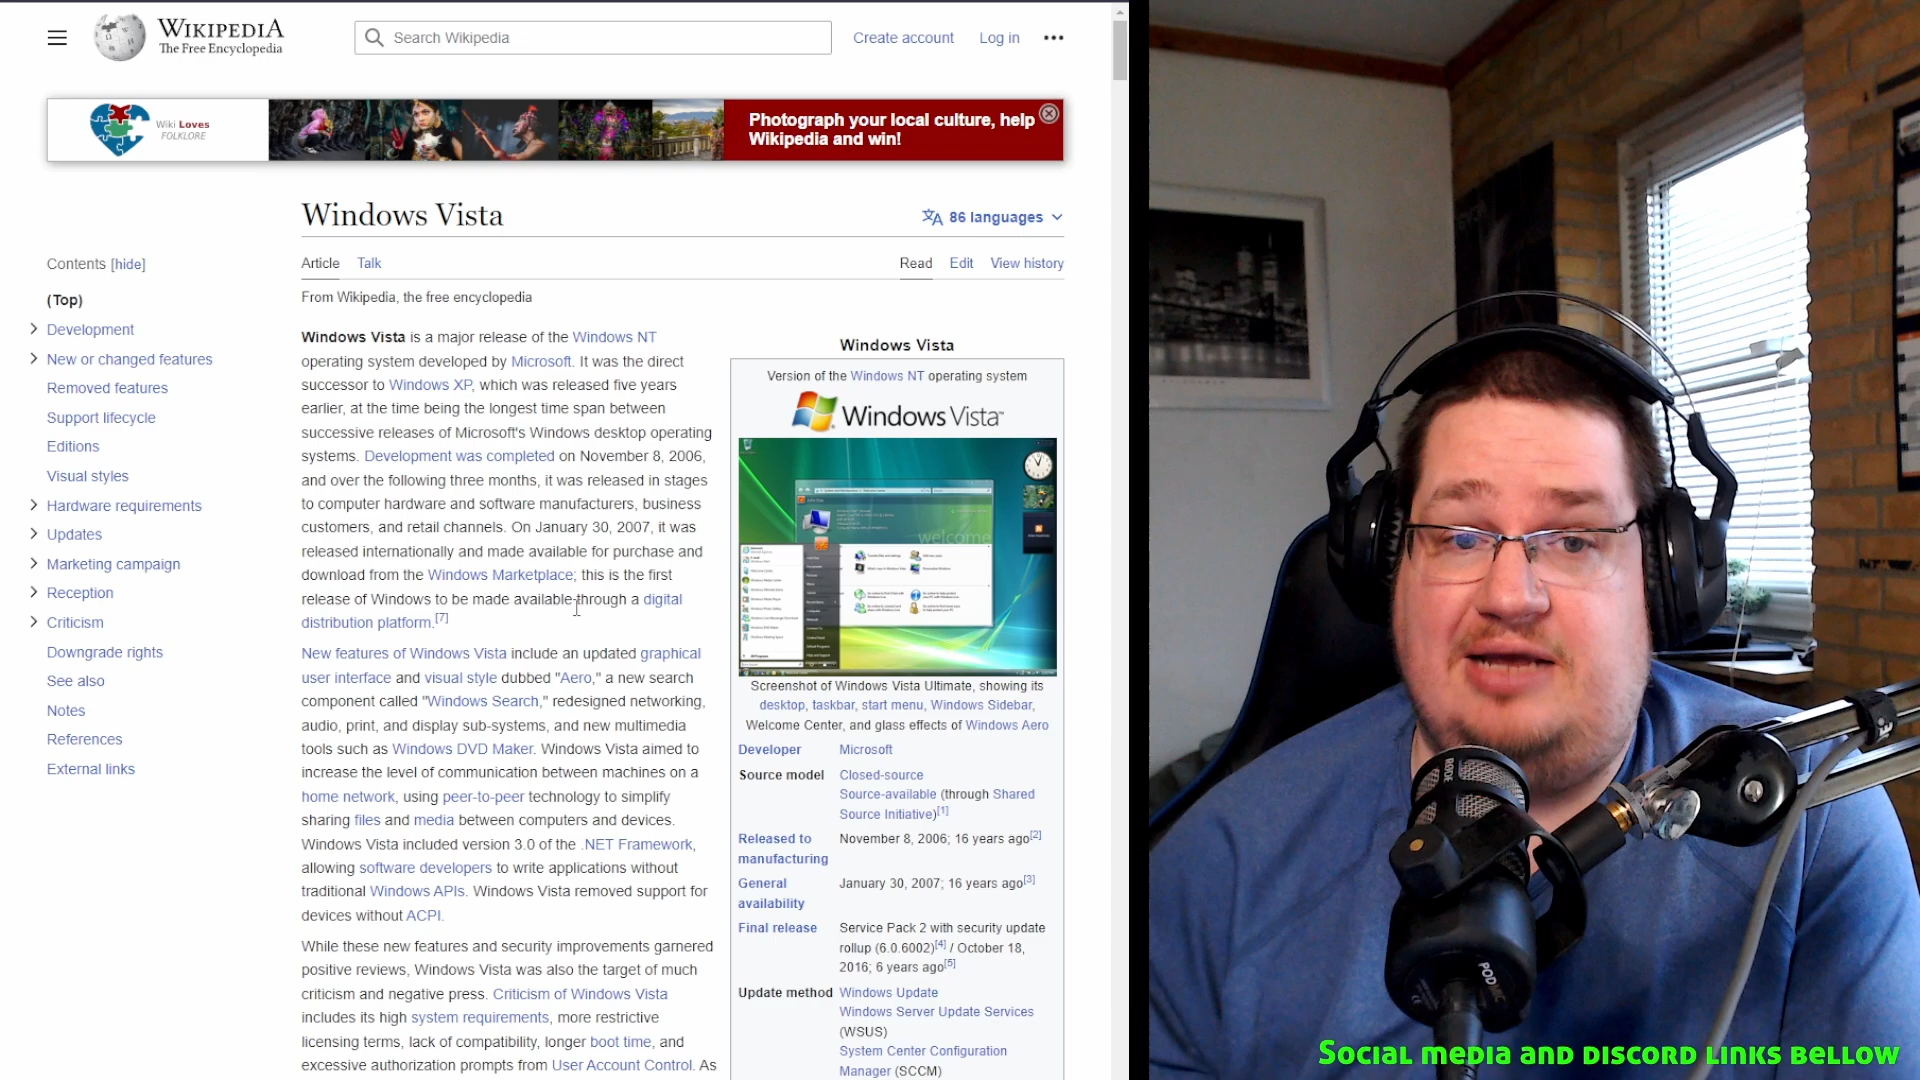 WIKIPEDIA
The Free Encyclopedia
Search Wikipedia
Create account
Log in
Wiki Loves
FOLKLORE
Photograph your local culture, help
Wikipedia and win!
Windows Vista
86 languages
Contents [hide]
(Top)
Development
New or changed features
Removed features
Support lifecycle
Editions
Visual styles
Hardware requirements
Updates
Marketing campaign
Reception
Criticism
Downgrade rights
See also
Notes
References
External links
Article
Talk
Read
Edit
View history
From Wikipedia, the free encyclopedia
Windows Vista is a major release of the Windows NT
operating system developed by Microsoft. It was the direct
successor to Windows XP, which was released five years
earlier, at the time being the longest time span between
successive releases of Microsoft's Windows desktop operating
systems. Development was completed on November 8, 2006,
and over the following three months, it was released in stages
to computer hardware and software manufacturers, business
customers, and retail channels. On January 30, 2007, it was
released internationally and made available for purchase and
download from the Windows Marketplace; this is the first
release of Windows to be made available through a digital
distribution platform.[7]
New features of Windows Vista include an updated graphical
user interface and visual style dubbed "Aero," a new search
component called "Windows Search," redesigned networking,
audio, print, and display sub-systems, and new multimedia
tools such as Windows DVD Maker. Windows Vista aimed to
increase the level of communication between machines on a
home network, using peer-to-peer technology to simplify
sharing files and media between computers and devices.
Windows Vista included version 3.0 of the .NET Framework,
allowing software developers to write applications without
traditional Windows APIs. Windows Vista removed support for
devices without ACPI.
While these new features and security improvements garnered
positive reviews, Windows Vista was also the target of much
criticism and negative press. Criticism of Windows Vista
includes its high system requirements, more restrictive
licensing terms, lack of compatibility, longer boot time, and
excessive authorization prompts from User Account Control. As
Windows Vista
Version of the Windows NT operating system
Windows Vista™
welcome
Screenshot of Windows Vista Ultimate, showing its
desktop, taskbar, start menu, Windows Sidebar,
Welcome Center, and glass effects of Windows Aero
Developer
Microsoft
Source model
Closed-source
Source-available (through Shared
Source Initiative)[1]
Released to
manufacturing
November 8, 2006; 16 years ago[2]
General
availability
January 30, 2007; 16 years ago[3]
Final release
Service Pack 2 with security update
rollup (6.0.6002)[4] / October 18,
2016; 6 years ago[5]
Update method
Windows Update
Windows Server Update Services
(WSUS)
System Center Configuration
Manager (SCCM)
RØDE
PODMIC
Social media and discord links bellow